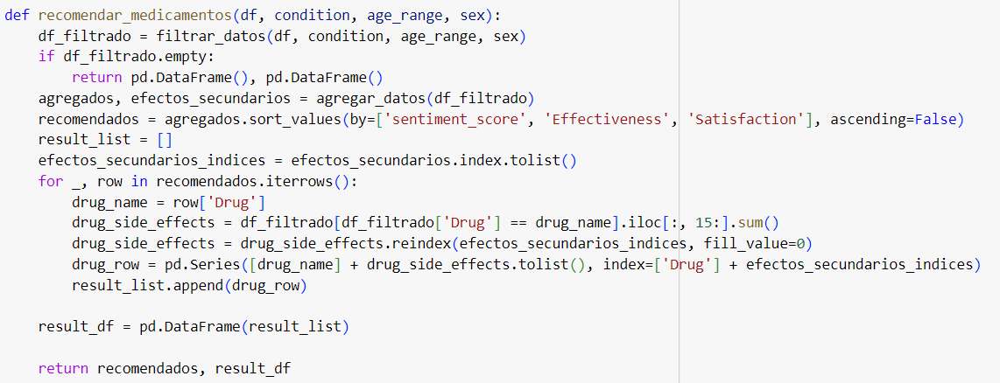 def recomendar_medicamentos(df, condition, age_range, sex):
    df_filtrado = filtrar_datos(df, condition, age_range, sex)
    if df_filtrado.empty:
        return pd.DataFrame(), pd.DataFrame()
    agregados, efectos_secundarios = agregar_datos(df_filtrado)
    recomendados = agregados.sort_values(by=['sentiment_score', 'Effectiveness', 'Satisfaction'], ascending=False)
    result_list = []
    efectos_secundarios_indices = efectos_secundarios.index.tolist()
    for _, row in recomendados.iterrows():
        drug_name = row['Drug']
        drug_side_effects = df_filtrado[df_filtrado['Drug'] == drug_name].iloc[:, 15:].sum()
        drug_side_effects = drug_side_effects.reindex(efectos_secundarios_indices, fill_value=0)
        drug_row = pd.Series([drug_name] + drug_side_effects.tolist(), index=['Drug'] + efectos_secundarios_indices)
        result_list.append(drug_row)

    result_df = pd.DataFrame(result_list)

    return recomendados, result_df